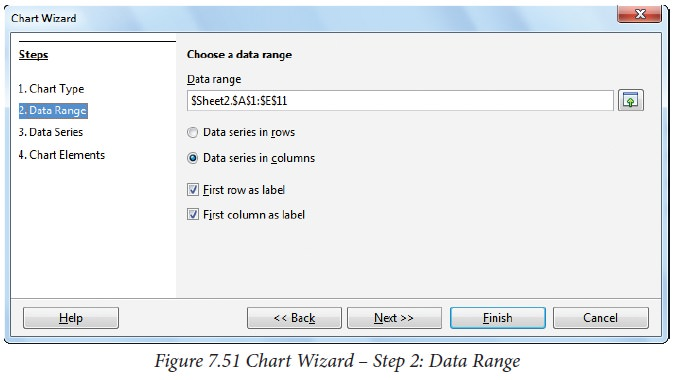 Chart Wizard
Steps
1. Chart Type
2. Data Range
3. Data Series
4. Chart Elements
Choose a data range
Data range
$Sheet2.$A$1:$E$11
Data series in rows
Data series in columns
First row as label
First column as label
Help
<< Back
Next >>
Finish
Cancel
Figure 7.51 Chart Wizard – Step 2: Data Range